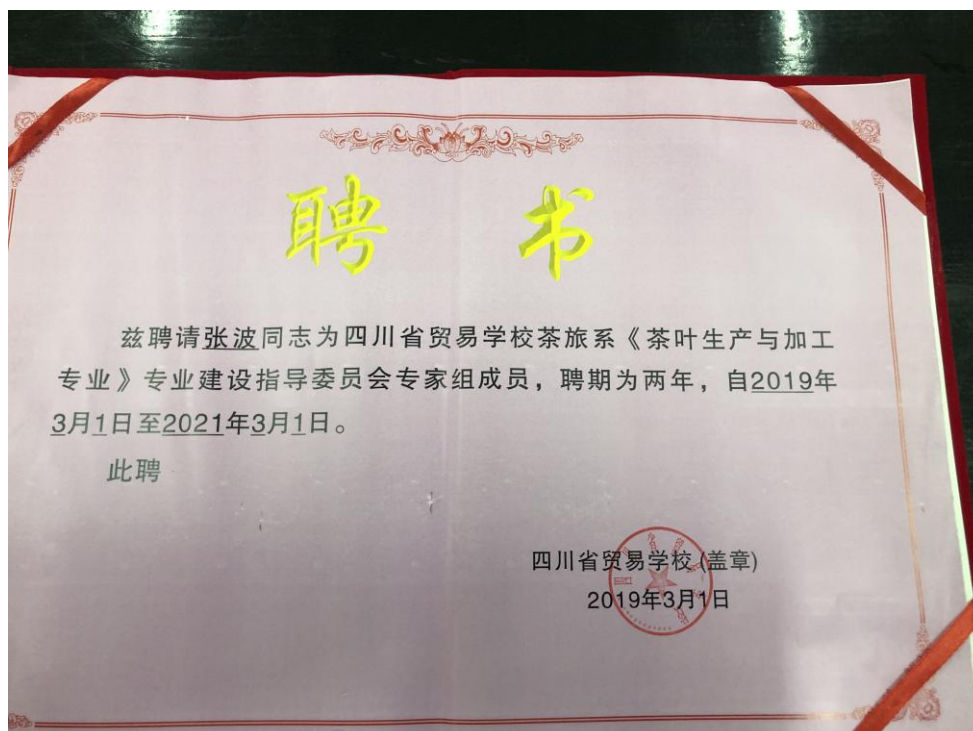 聘 书
兹聘请张波同志为四川省贸易学校茶旅系《茶叶生产与加工
专业》专业建设指导委员会专家组成员，聘期为两年，自2019年
3月1日至2021年3月1日。
此聘
四川省贸易学校(盖章)
2019年3月1日